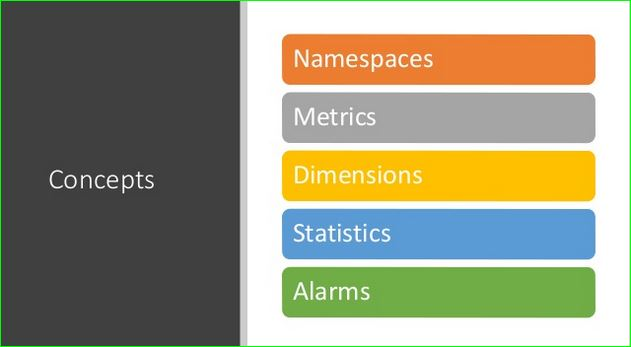 Concepts
Namespaces
Metrics
Dimensions
Statistics
Alarms